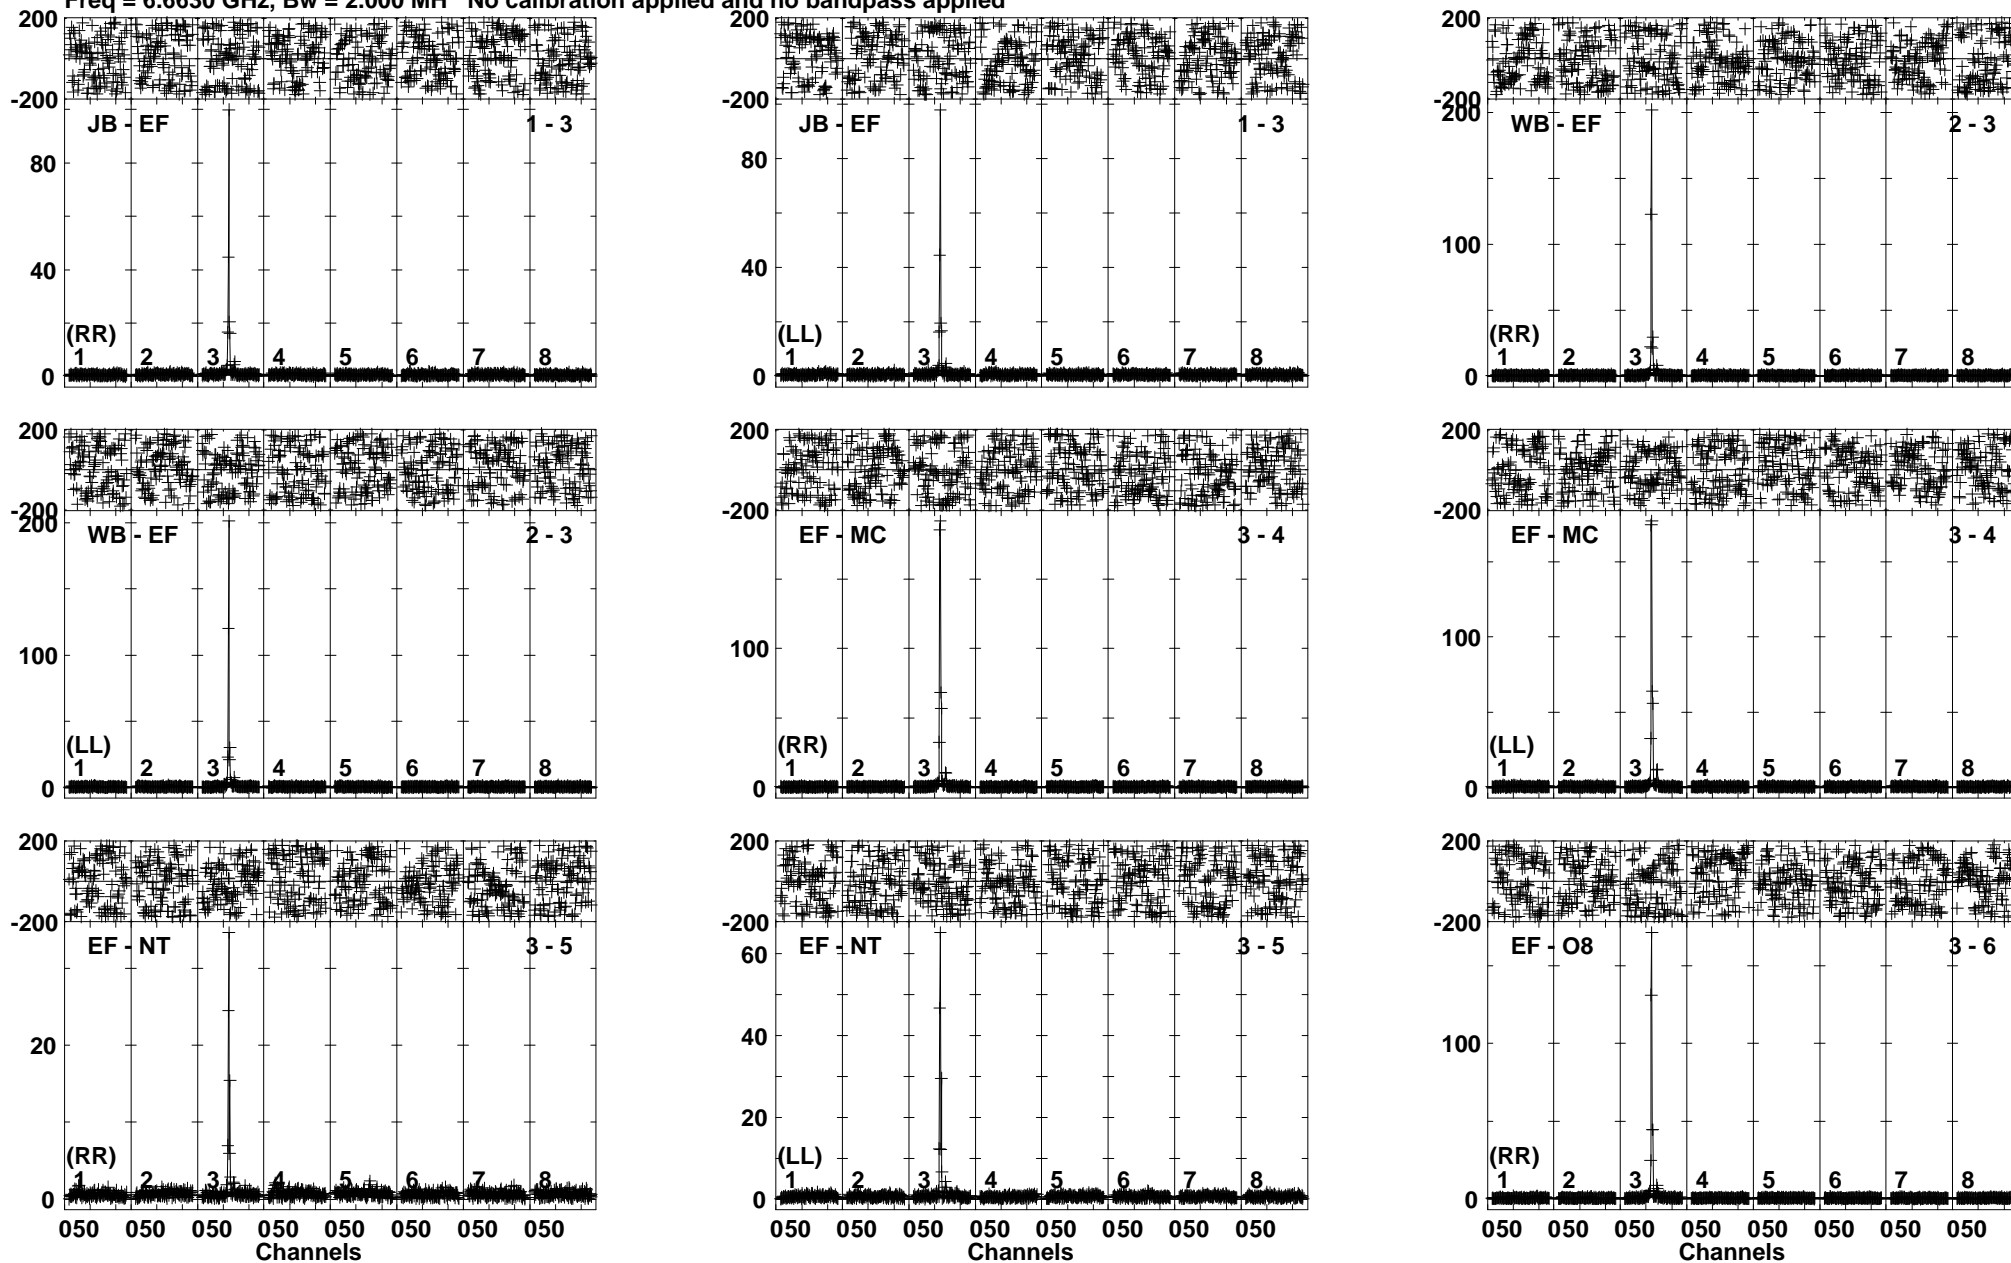 Freq = 6.6630 GHz, Bw = 2.000 MH No calibration applied and no bandpass applied
200 200 200
-200 -200 -200
JB - EF 1 - 3 JB - EF 1 - 3 WB - EF 2 - 3
200
80 80
100
40 40
(RR) (LL) (RR)
1 2 3 4 5 6 7 8 1 2 3 4 5 6 7 8 1 2 3 4 5 6 7 8
0 0 0
200 200 200
-200 -200 -200
200
WB - EF 2 - 3 EF - MC 3 - 4 EF - MC 3 - 4
100 100 100
(LL) (RR) (LL)
1 2 3 4 5 6 7 8 1 2 3 4 5 6 7 8 1 2 3 4 5 6 7 8
0 0 0
200 200 200
-200 -200 -200
EF - NT 3 - 5 EF - NT 3 - 5 EF - O8 3 - 6
60
20 40 100
20
(RR) (LL) (RR)
1 2 3 4 5 6 7 8 1 2 3 4 5 6 7 8 1 2 3 4 5 6 7 8
0 0 0
050 050 050 050 050 050 050 050 050 050 050 050 050 050 050 050 050 050 050 050 050 050 050 050
Channels Channels Channels